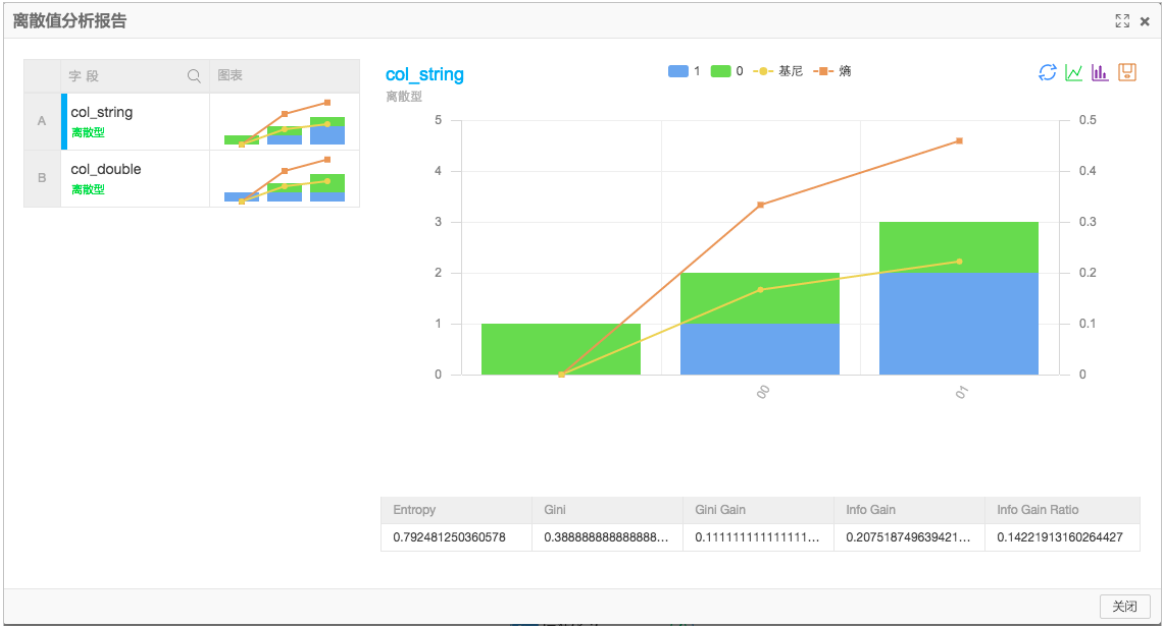 离散值分析报告
字段 图表
A col_string
离散型
B col_double
离散型
col_string
离散型
1 0 基尼 熵
5 0.5
4 0.4
3 0.3
2 0.2
1 0.1
0 0
00 01
Entropy Gini Gini Gain Info Gain Info Gain Ratio
0.792481250360578 0.388888888888888... 0.111111111111111... 0.207518749639421... 0.14221913160264427
关闭